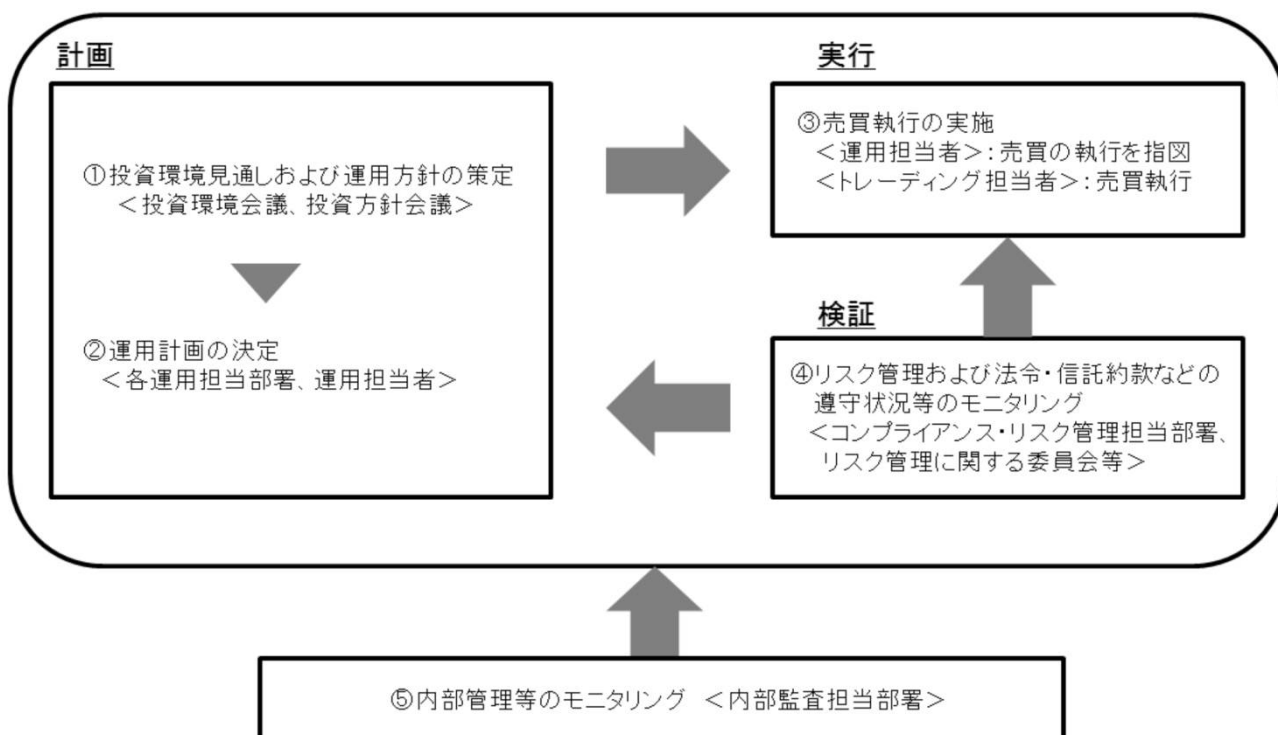 計画
①投資環境見通しおよび運用方針の策定
＜投資環境会議、投資方針会議＞
②運用計画の決定
＜各運用担当部署、運用担当者＞
実行
③売買執行の実施
＜運用担当者＞：売買の執行を指図
＜トレーディング担当者＞：売買執行
検証
④リスク管理および法令・信託約款などの
遵守状況等のモニタリング
＜コンプライアンス・リスク管理担当部署、
リスク管理に関する委員会等＞
⑤内部管理等のモニタリング ＜内部監査担当部署＞